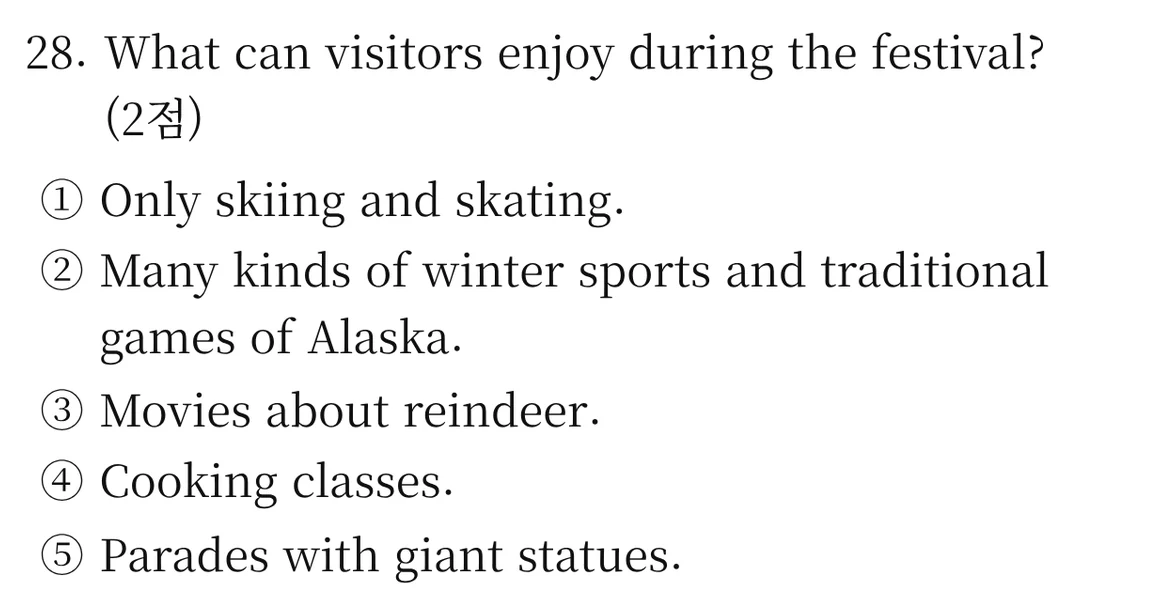 28. What can visitors enjoy during the festival?
(2점)
① Only skiing and skating.
② Many kinds of winter sports and traditional
games of Alaska.
③ Movies about reindeer.
④ Cooking classes.
⑤ Parades with giant statues.